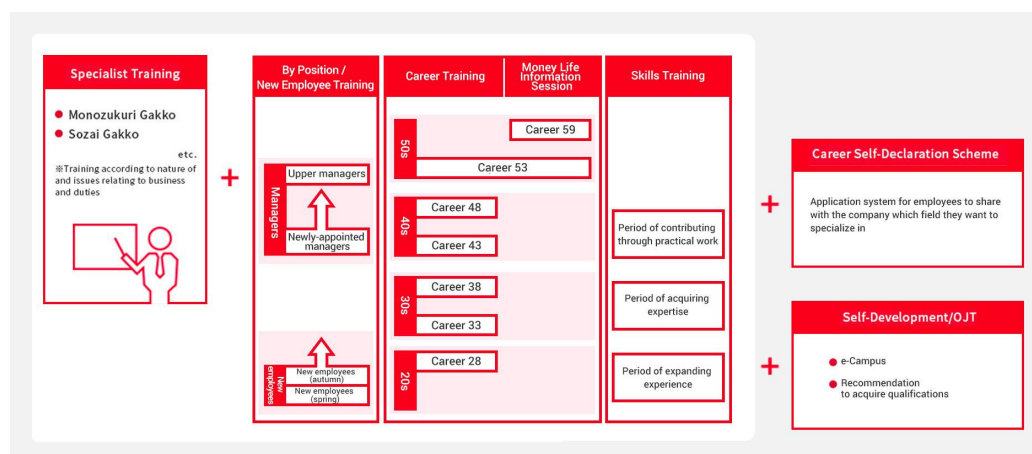 Specialist Training
Monozukuri Gakko
Sozai Gakko
etc.
※Training according to nature of
and issues relating to business
and duties
By Position /
New Employee Training
Managers
Upper managers
Newly-appointed
managers
New
employees
New employees
(autumn)
New employees
(spring)
Career Training
Money Life
Information
Session
50s
Career 59
Career 53
40s
Career 48
Career 43
30s
Career 38
Career 33
20s
Career 28
Skills Training
Period of contributing
through practical work
Period of acquiring
expertise
Period of expanding
experience
Career Self-Declaration Scheme
Application system for employees to share
with the company which field they want to
specialize in
Self-Development/OJT
e-Campus
Recommendation
to acquire qualifications